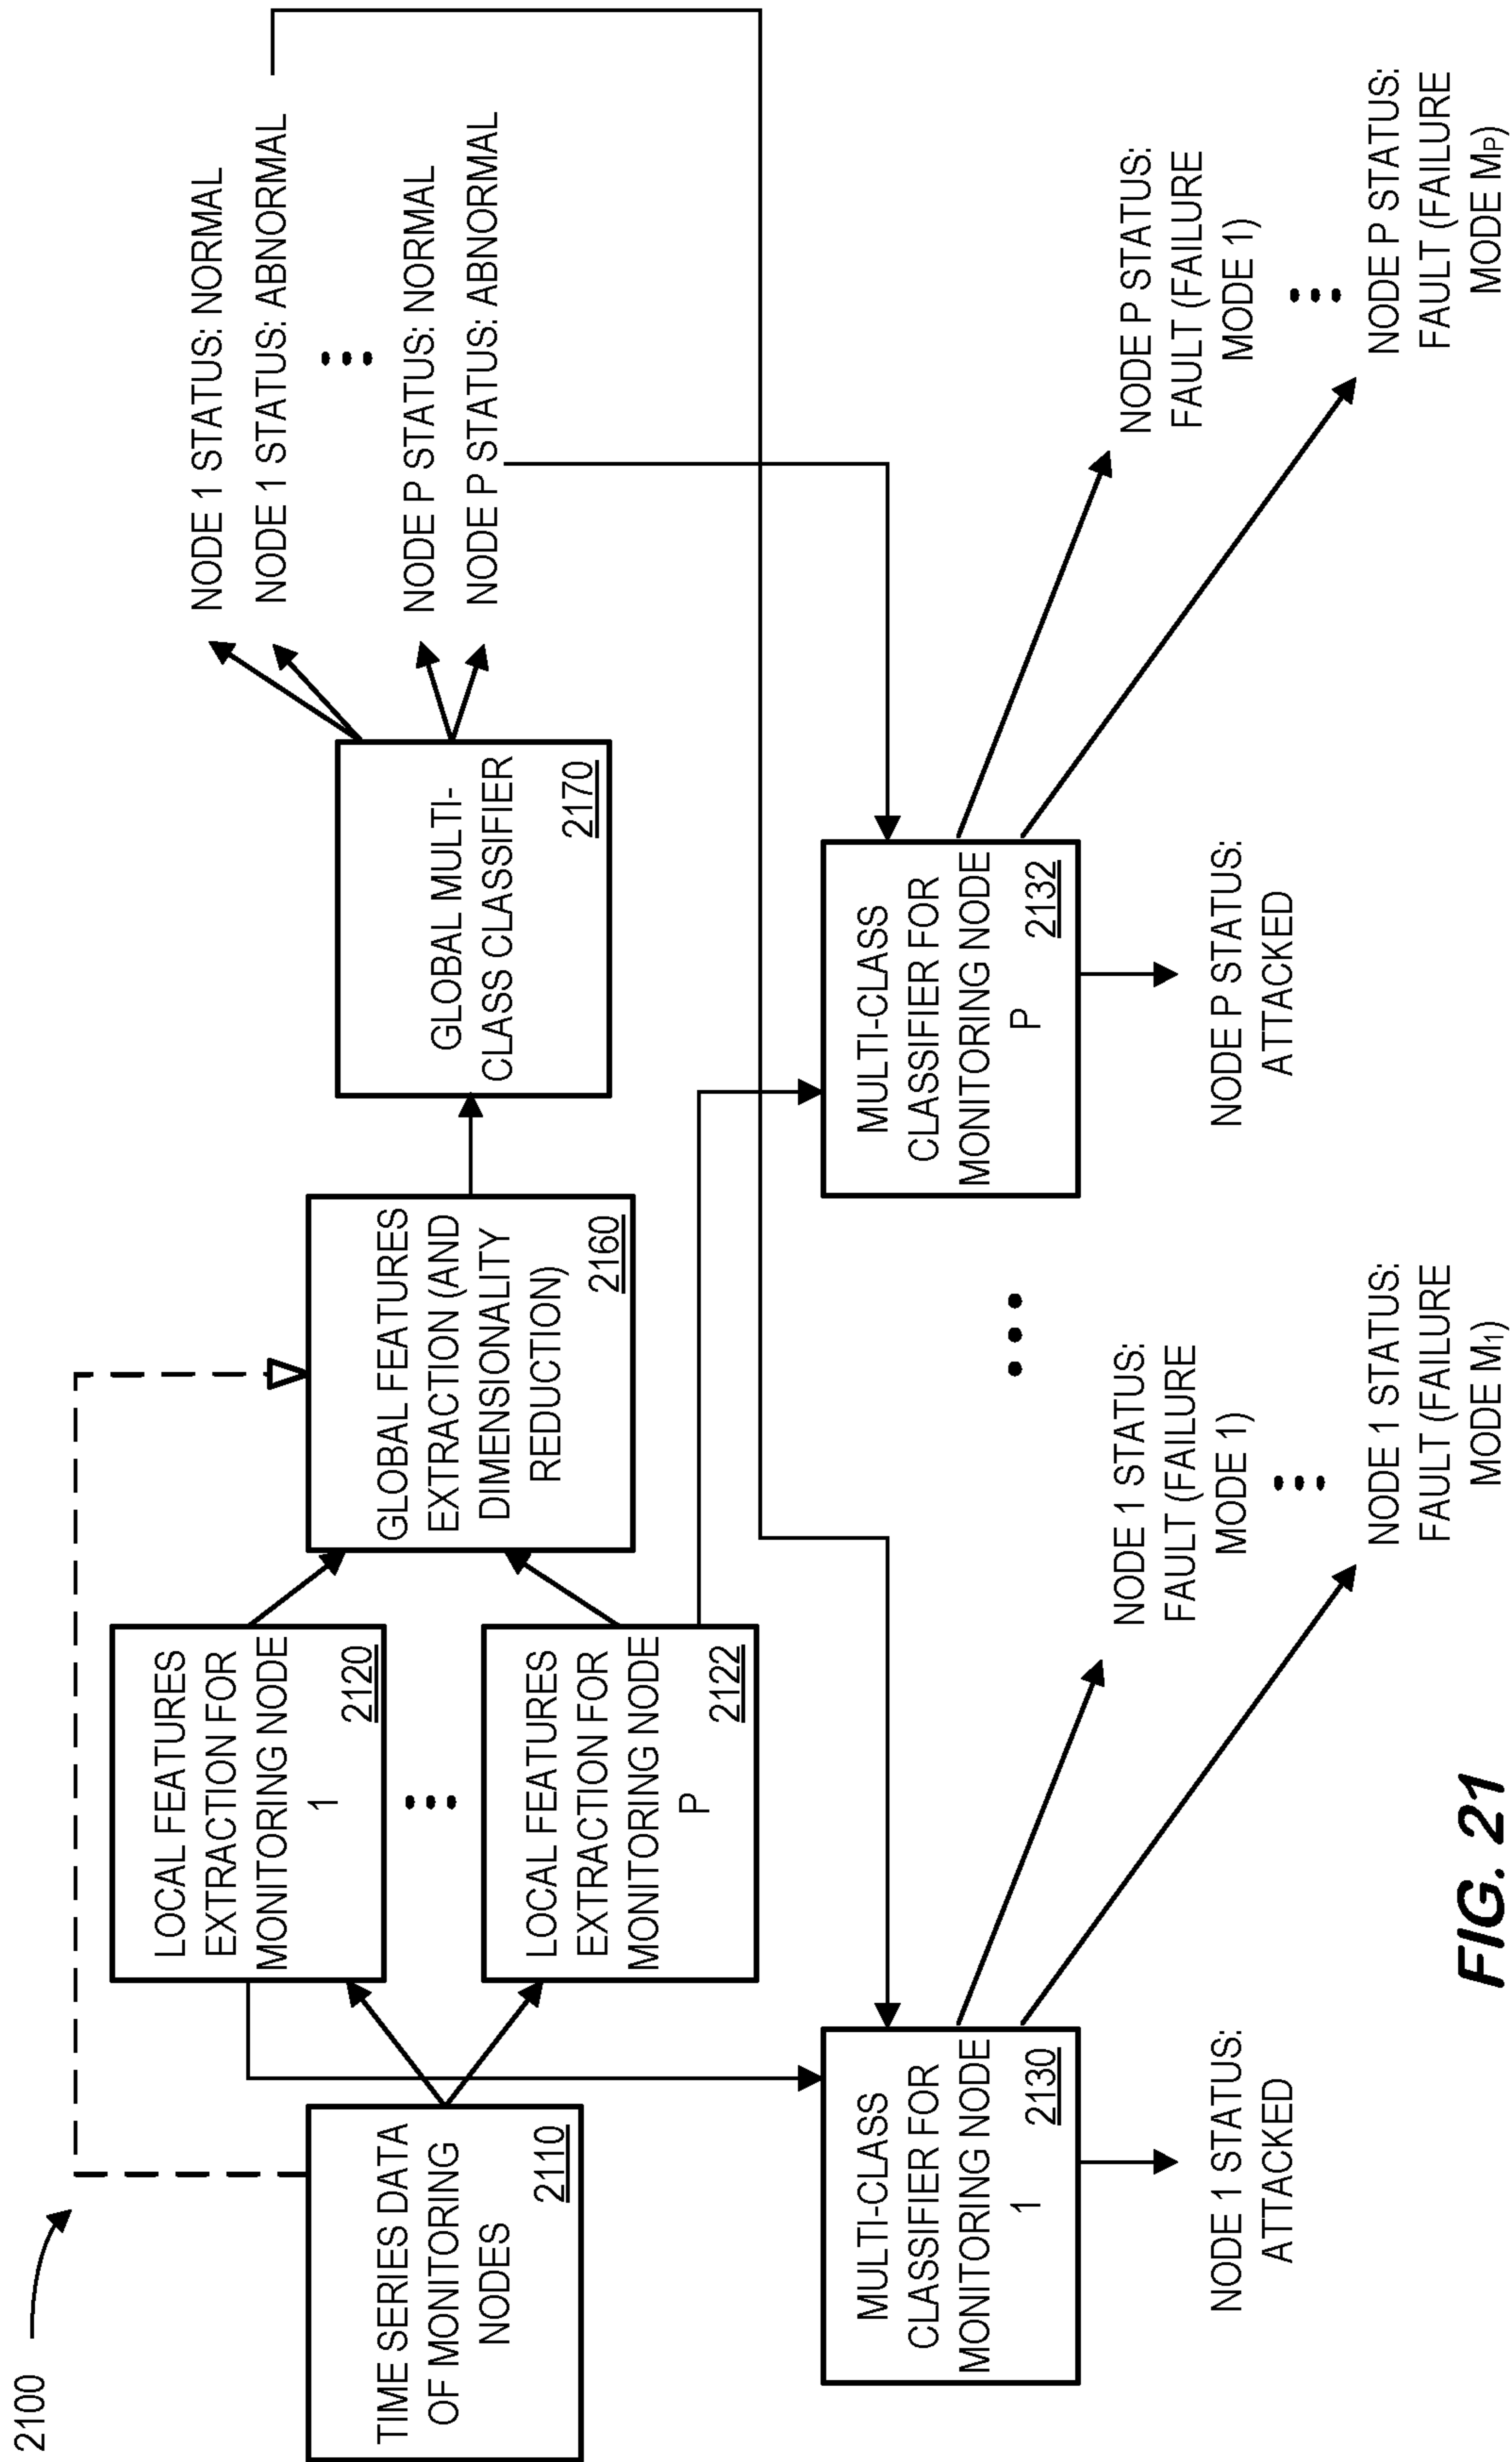 2100
TIME SERIES DATA
OF MONITORING
NODES
2110
LOCAL FEATURES
EXTRACTION FOR
MONITORING NODE
1
2120
LOCAL FEATURES
EXTRACTION FOR
MONITORING NODE
P
2122
GLOBAL FEATURES
EXTRACTION (AND
DIMENSIONALITY
REDUCTION)
2160
GLOBAL MULTI-
CLASS CLASSIFIER
2170
NODE 1 STATUS: NORMAL
NODE 1 STATUS: ABNORMAL
NODE P STATUS: NORMAL
NODE P STATUS: ABNORMAL
MULTI-CLASS
CLASSIFIER FOR
MONITORING NODE
1
2130
NODE 1 STATUS:
ATTACKED
NODE 1 STATUS:
FAULT (FAILURE
MODE 1)
NODE 1 STATUS:
FAULT (FAILURE
MODE M₁)
MULTI-CLASS
CLASSIFIER FOR
MONITORING NODE
P
2132
NODE P STATUS:
ATTACKED
NODE P STATUS:
FAULT (FAILURE
MODE 1)
NODE P STATUS:
FAULT (FAILURE
MODE MP)
FIG. 21